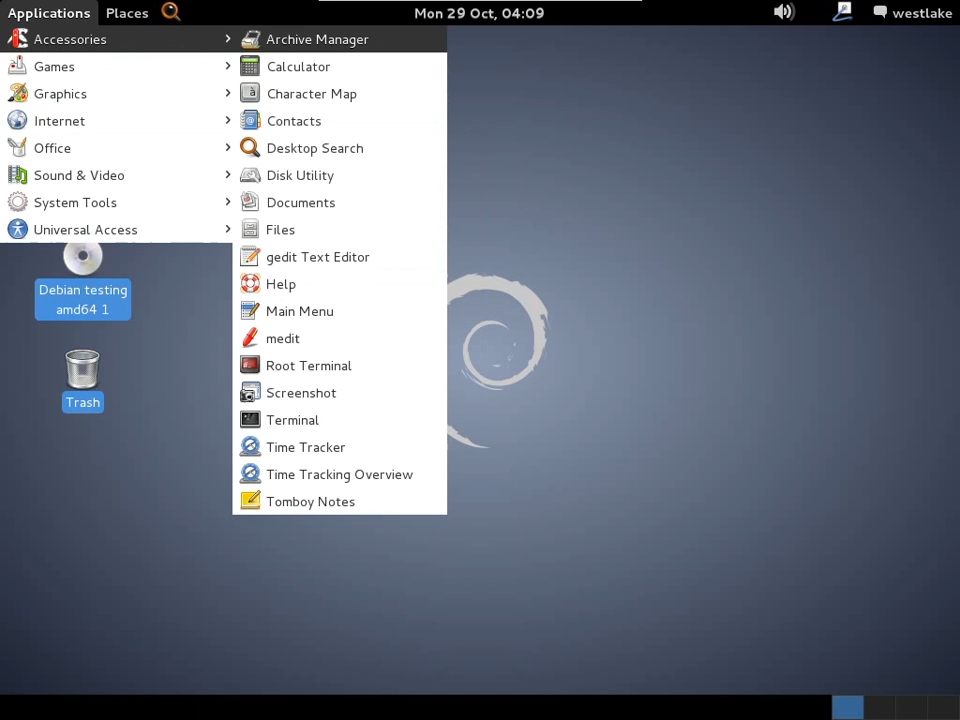 Applications Places Mon 29 Oct, 04:09 westlake
Accessories
Games
Graphics
Internet
Office
Sound & Video
System Tools
Universal Access
Archive Manager
Calculator
Character Map
Contacts
Desktop Search
Disk Utility
Documents
Files
gedit Text Editor
Help
Main Menu
medit
Root Terminal
Screenshot
Terminal
Time Tracker
Time Tracking Overview
Tomboy Notes
Debian testing
amd64 1
Trash